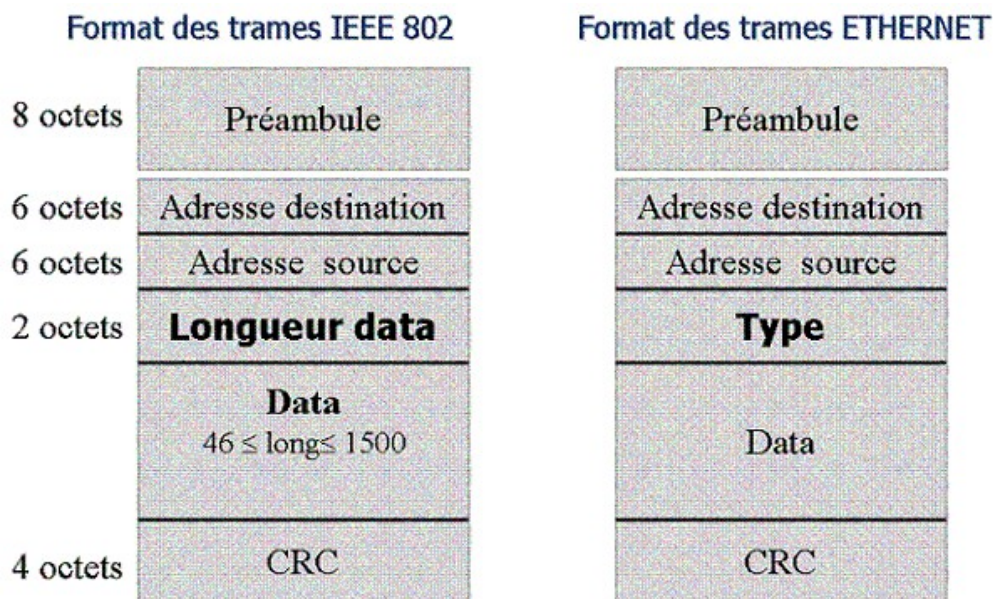 Format des trames IEEE 802
Format des trames ETHERNET
8 octets
Préambule
Préambule
6 octets
Adresse destination
Adresse destination
6 octets
Adresse source
Adresse source
2 octets
Longueur data
Type
Data
46 ≤ long≤ 1500
Data
4 octets
CRC
CRC